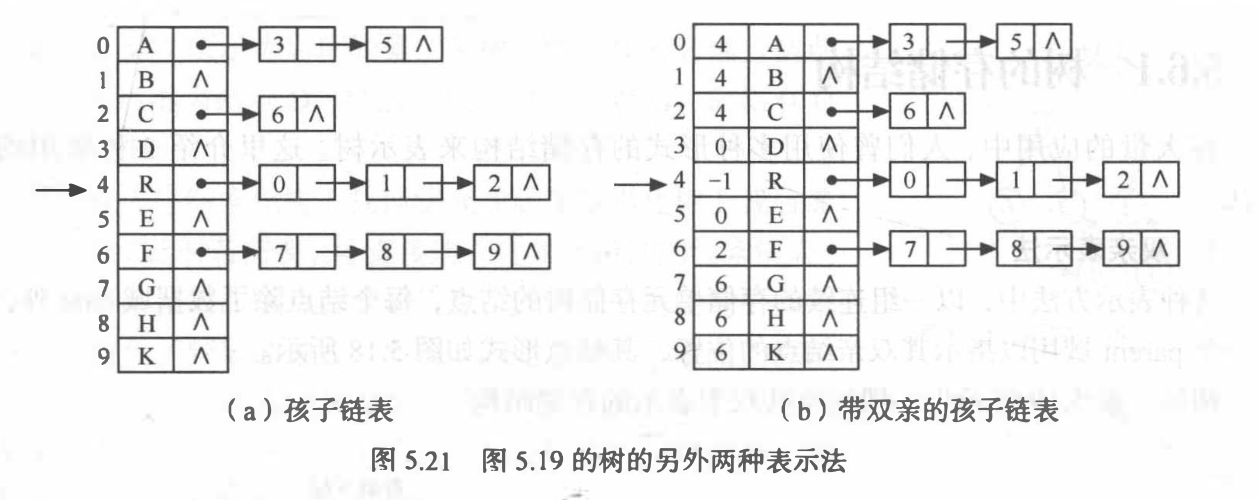 0 A 3 5 ∧
1 B ∧
2 C 6 ∧
3 D ∧
4 R 0 1 2 ∧
5 E ∧
6 F 7 8 9 ∧
7 G ∧
8 H ∧
9 K ∧
(a)孩子链表
0 4 A 3 5 ∧
1 4 B ∧
2 4 C 6 ∧
3 0 D ∧
4 -1 R 0 1 2 ∧
5 0 E ∧
6 2 F 7 8 9 ∧
7 6 G ∧
8 6 H ∧
9 6 K ∧
(b)带双亲的孩子链表
图 5.21 图 5.19 的树的另外两种表示法